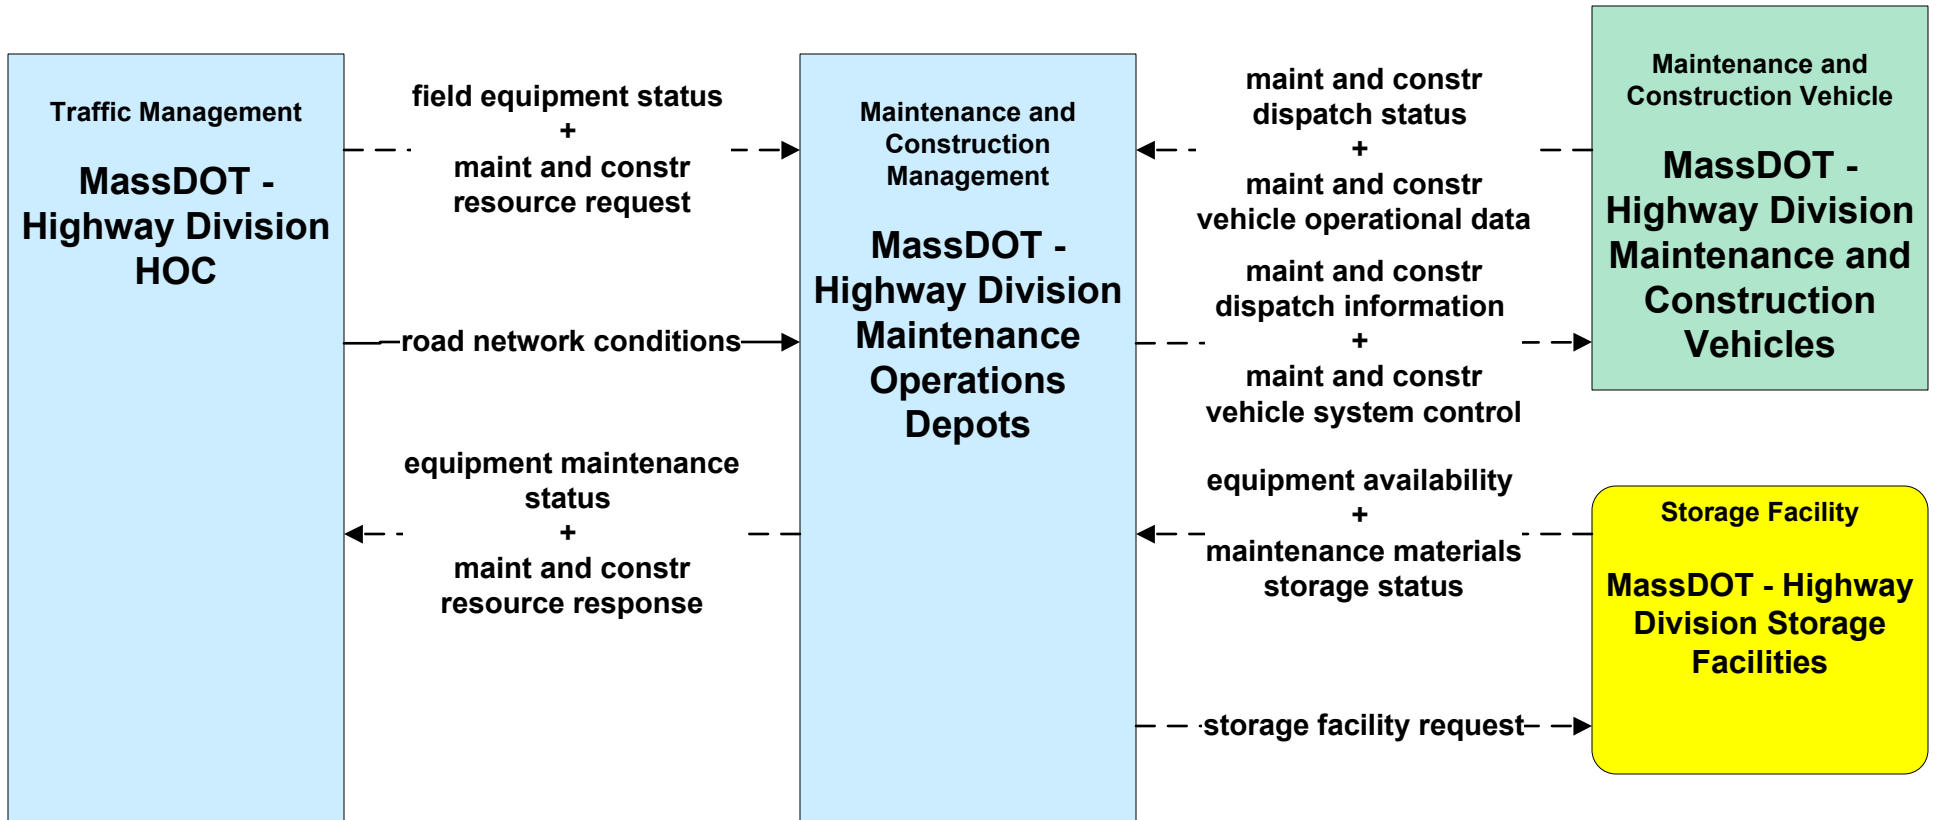 Traffic Management
MassDOT -
Highway Division
HOC
field equipment status
+
maint and constr
resource request
road network conditions
equipment maintenance
status
+
maint and constr
resource response
Maintenance and
Construction
Management
MassDOT -
Highway Division
Maintenance
Operations
Depots
maint and constr
dispatch status
+
maint and constr
vehicle operational data
maint and constr
dispatch information
+
maint and constr
vehicle system control
equipment availability
+
maintenance materials
storage status
storage facility request
Maintenance and
Construction Vehicle
MassDOT -
Highway Division
Maintenance and
Construction
Vehicles
Storage Facility
MassDOT - Highway
Division Storage
Facilities